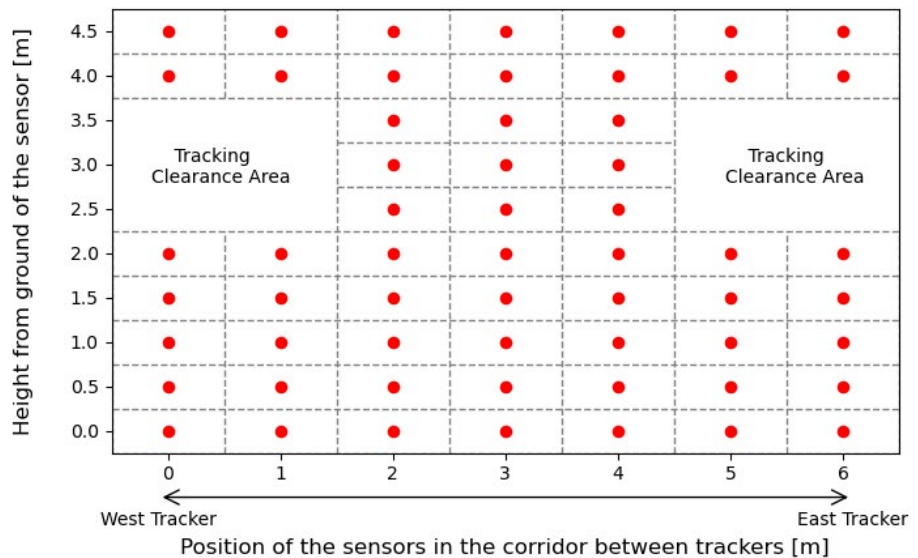 Height from ground of the sensor [m]
4.5
4.0
3.5
3.0
2.5
2.0
1.5
1.0
0.5
0.0
Tracking
Clearance Area
Tracking
Clearance Area
0 1 2 3 4 5 6
West Tracker East Tracker
Position of the sensors in the corridor between trackers [m]